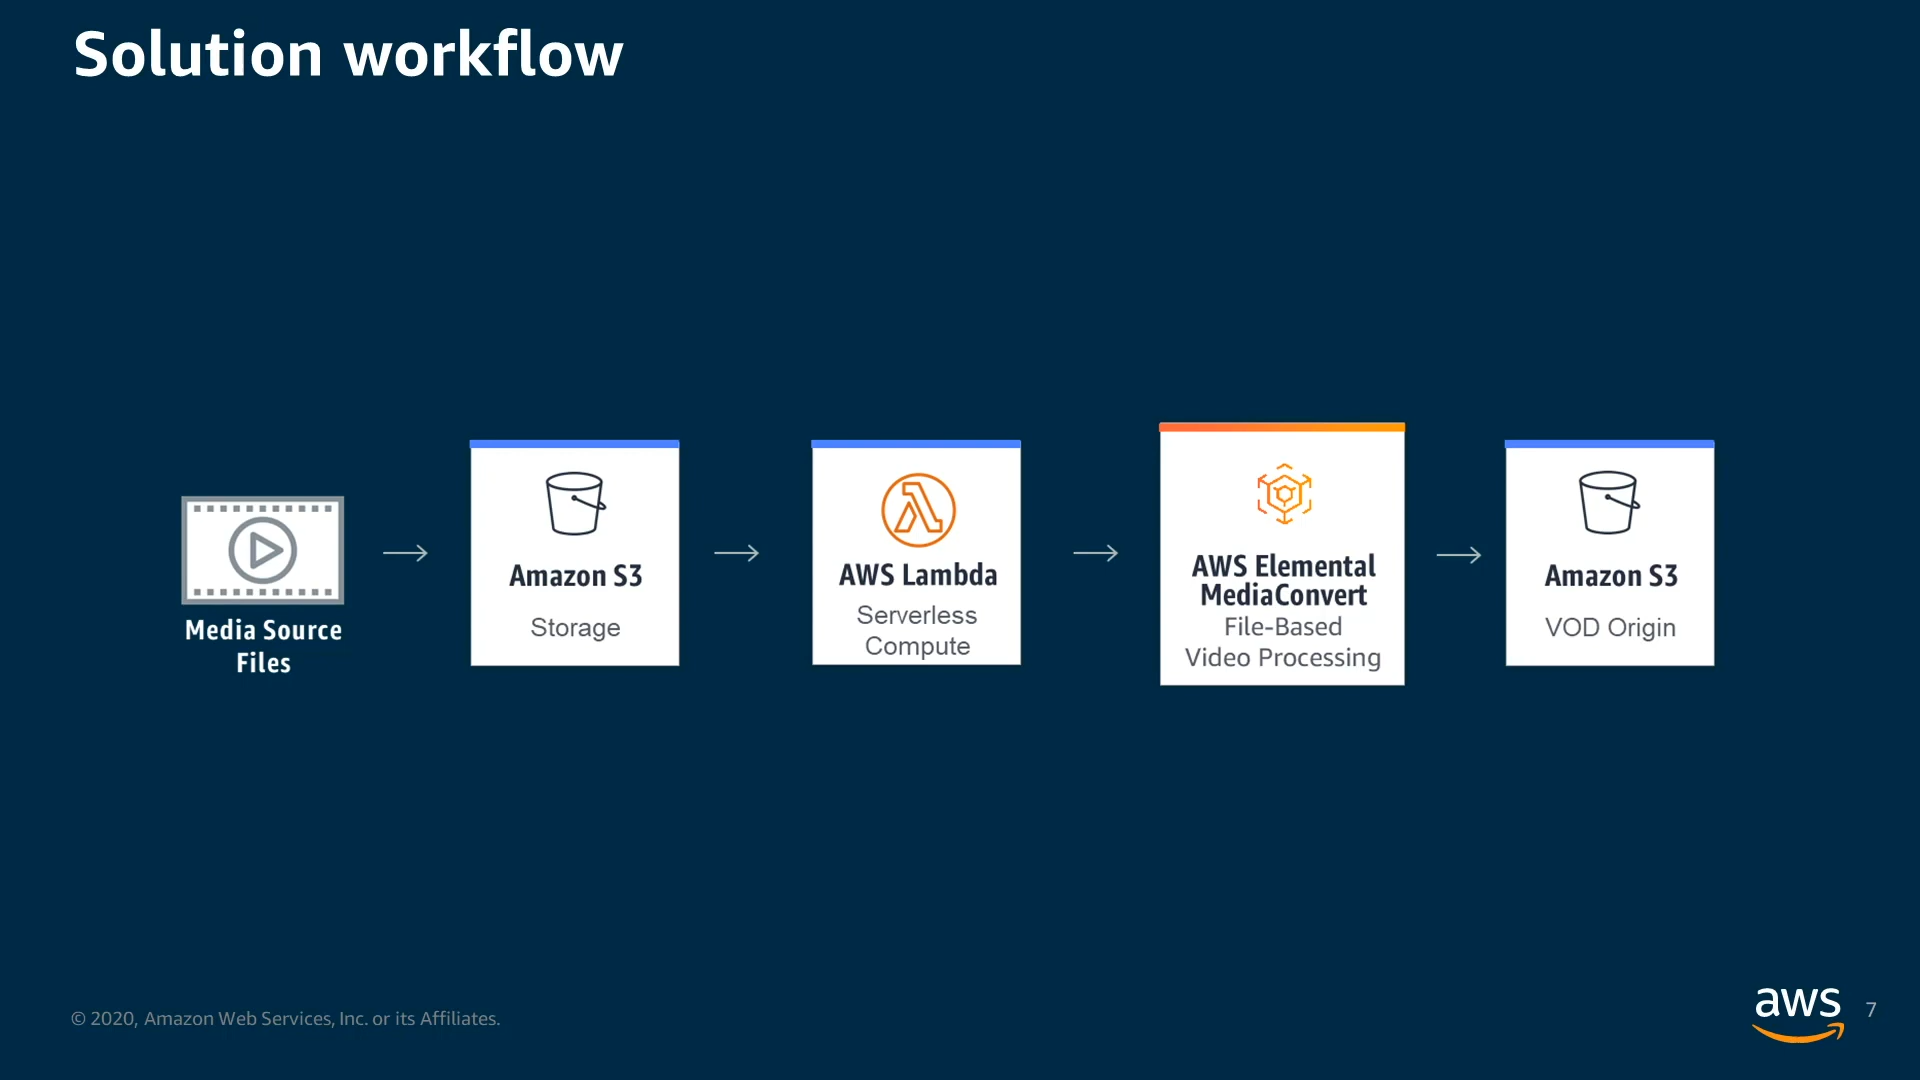 Solution workflow
Media Source
Files
Amazon S3
Storage
AWS Lambda
Serverless
Compute
AWS Elemental
MediaConvert
File-Based
Video Processing
Amazon S3
VOD Origin
© 2020, Amazon Web Services, Inc. or its Affiliates.
aws
7